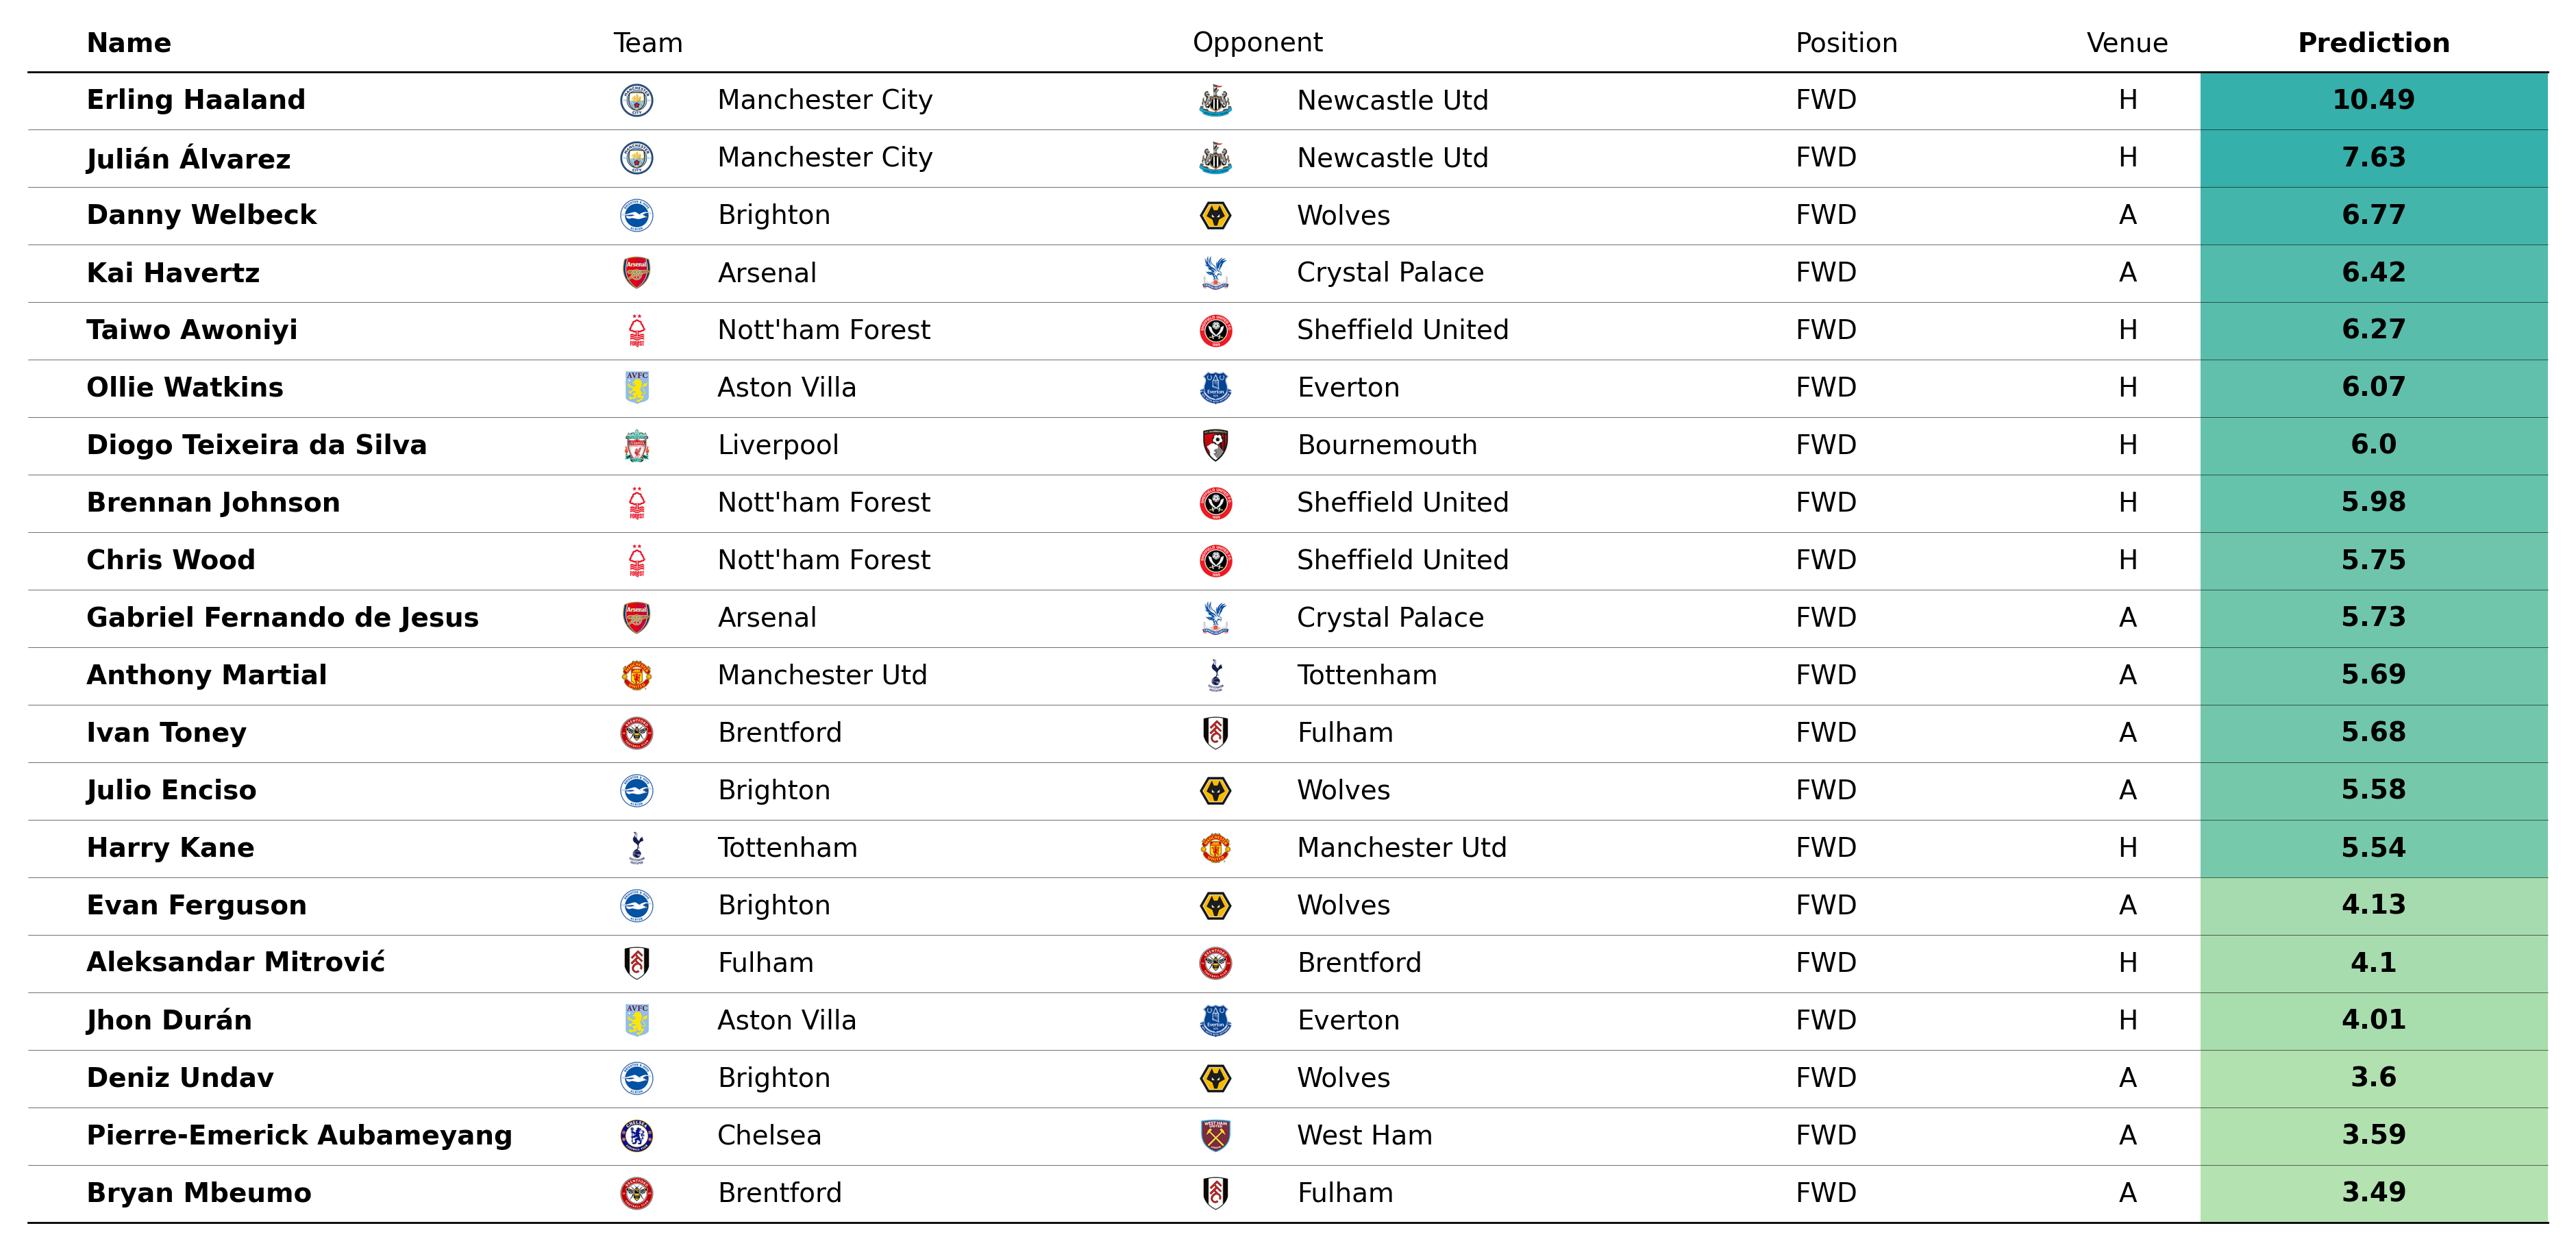 Name Team Opponent Position Venue Prediction
Erling Haaland Manchester City Newcastle Utd FWD H 10.49
Julián Álvarez Manchester City Newcastle Utd FWD H 7.63
Danny Welbeck Brighton Wolves FWD A 6.77
Kai Havertz Arsenal Crystal Palace FWD A 6.42
Taiwo Awoniyi Nott'ham Forest Sheffield United FWD H 6.27
Ollie Watkins Aston Villa Everton FWD H 6.07
Diogo Teixeira da Silva Liverpool Bournemouth FWD H 6.0
Brennan Johnson Nott'ham Forest Sheffield United FWD H 5.98
Chris Wood Nott'ham Forest Sheffield United FWD H 5.75
Gabriel Fernando de Jesus Arsenal Crystal Palace FWD A 5.73
Anthony Martial Manchester Utd Tottenham FWD A 5.69
Ivan Toney Brentford Fulham FWD A 5.68
Julio Enciso Brighton Wolves FWD A 5.58
Harry Kane Tottenham Manchester Utd FWD H 5.54
Evan Ferguson Brighton Wolves FWD A 4.13
Aleksandar Mitrović Fulham Brentford FWD H 4.1
Jhon Durán Aston Villa Everton FWD H 4.01
Deniz Undav Brighton Wolves FWD A 3.6
Pierre-Emerick Aubameyang Chelsea West Ham FWD A 3.59
Bryan Mbeumo Brentford Fulham FWD A 3.49